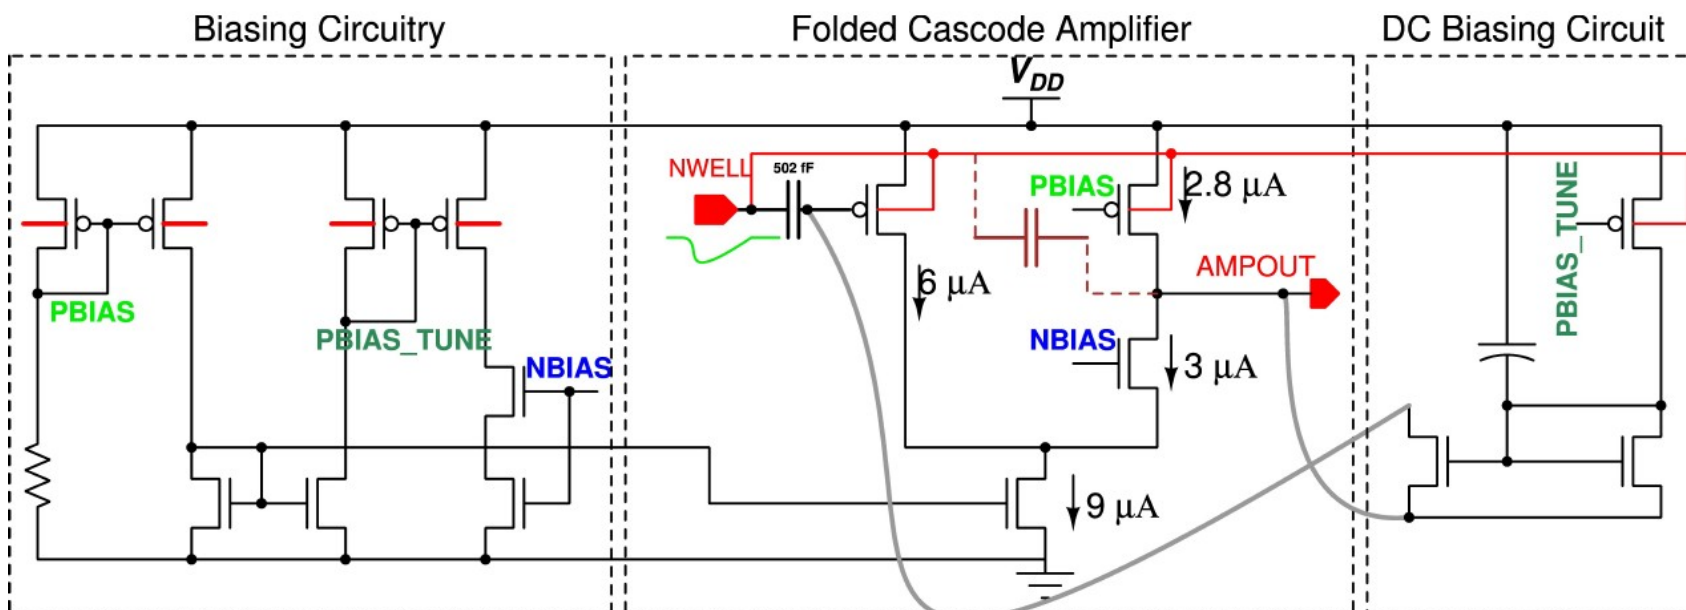 Biasing Circuitry
Folded Cascode Amplifier
DC Biasing Circuit
VDD
NWELL
502 fF
PBIAS
2.8 µA
PBIAS_TUNE
AMPOUT
6 µA
PBIAS
PBIAS_TUNE
NBIAS
NBIAS
3 µA
9 µA